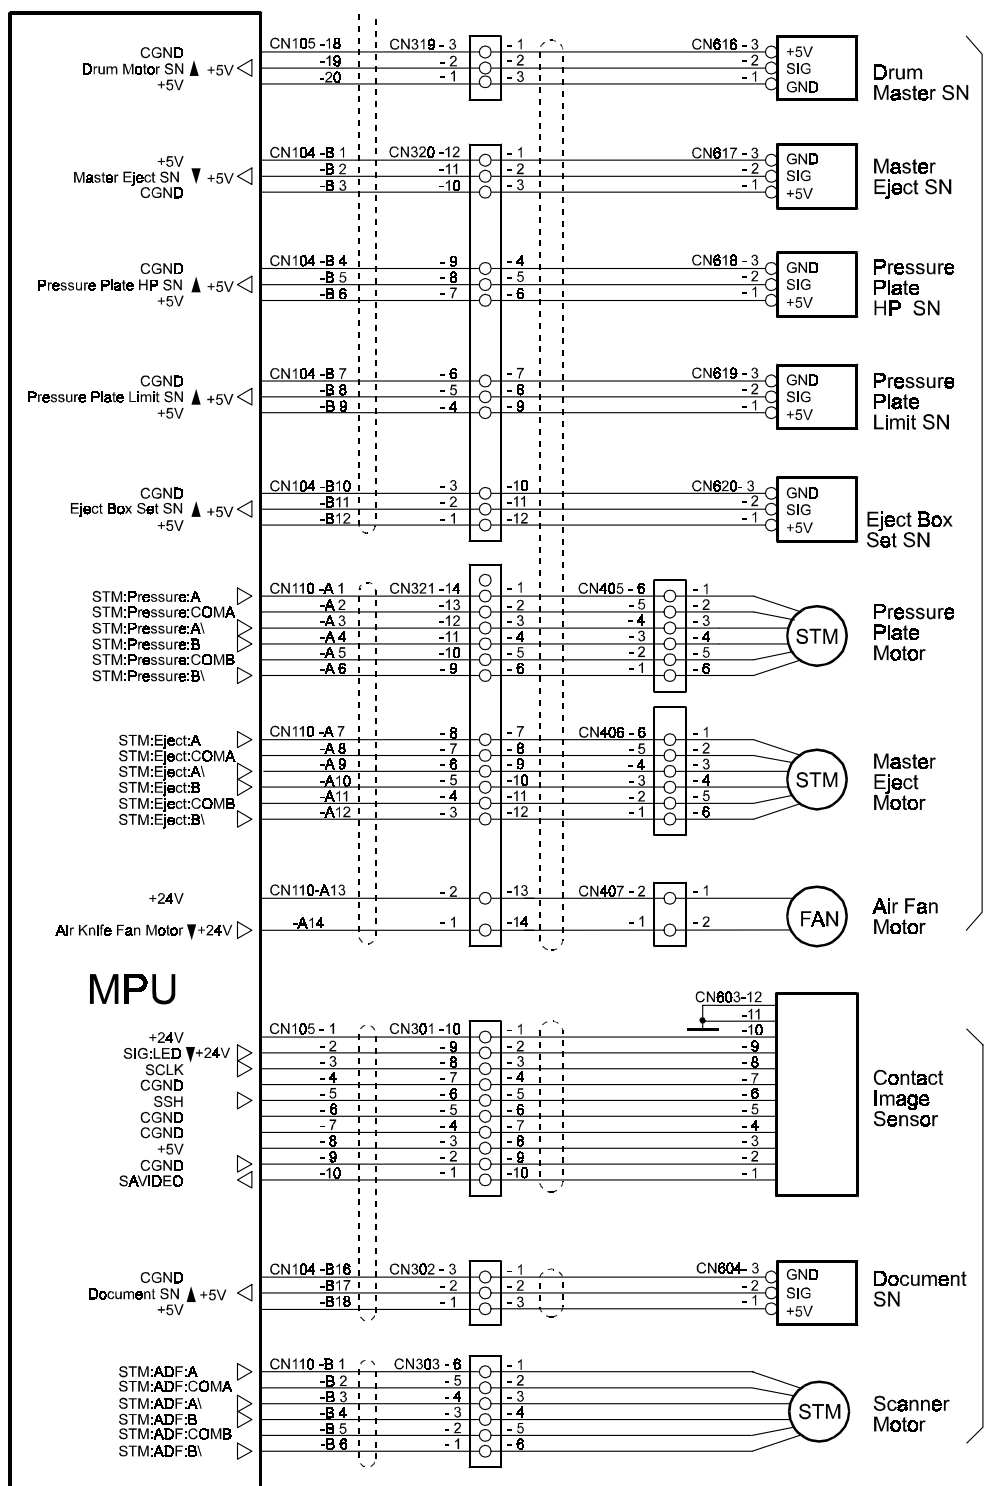 CN105 -18 CN319 - 3 - 1 CN616 - 3
CGND -19 - 2 - 2 - 2 +5V
Drum Motor SN ▲ +5V -20 - 1 - 3 - 1 SIG
+5V GND
Drum
Master SN
CN104 -B 1 CN320 -12 - 1 CN617 - 3
+5V -B 2 -11 - 2 - 2 GND
Master Eject SN ▼ +5V -B 3 -10 - 3 - 1 SIG
CGND +5V
Master
Eject SN
CN104 -B 4 - 9 - 4 CN618 - 3
CGND -B 5 - 8 - 5 - 2 GND
Pressure Plate HP SN ▲ +5V -B 6 - 7 - 6 - 1 SIG
+5V +5V
Pressure
Plate
HP SN
CN104 -B 7 - 6 - 7 CN619 - 3
CGND -B 8 - 5 - 8 - 2 GND
Pressure Plate Limit SN ▲ +5V -B 9 - 4 - 9 - 1 SIG
+5V +5V
Pressure
Plate
Limit SN
CN104 -B10 - 3 -10 CN620- 3
CGND -B11 - 2 -11 - 2 GND
Eject Box Set SN ▲ +5V -B12 - 1 -12 - 1 SIG
+5V +5V
Eject Box
Set SN
STM:Pressure:A CN110 -A 1 CN321 -14 - 1 CN405 - 6 - 1
STM:Pressure:COMA -A 2 -13 - 2 - 5 - 2
STM:Pressure:A\ -A 3 -12 - 3 - 4 - 3
STM:Pressure:B -A 4 -11 - 4 - 3 - 4
STM:Pressure:COMB -A 5 -10 - 5 - 2 - 5
STM:Pressure:B\ -A 6 - 9 - 6 - 1 - 6
STM
Pressure
Plate
Motor
STM:Eject:A CN110 -A 7 - 8 - 7 CN406 - 6 - 1
STM:Eject:COMA -A 8 - 7 - 8 - 5 - 2
STM:Eject:A\ -A 9 - 6 - 9 - 4 - 3
STM:Eject:B -A10 - 5 -10 - 3 - 4
STM:Eject:COMB -A11 - 4 -11 - 2 - 5
STM:Eject:B\ -A12 - 3 -12 - 1 - 6
STM
Master
Eject
Motor
+24V CN110-A13 - 2 -13 CN407 - 2 - 1
Air Knife Fan Motor ▼+24V -A14 - 1 -14 - 1 - 2
FAN
Air Fan
Motor
MPU
CN603-12
-11
+24V CN105 - 1 CN301 -10 - 1 -10
SIG:LED ▼+24V - 2 - 9 - 2 - 9
SCLK - 3 - 8 - 3 - 8
CGND - 4 - 7 - 4 - 7
SSH - 5 - 6 - 5 - 6
CGND - 6 - 5 - 6 - 5
CGND - 7 - 4 - 7 - 4
+5V - 8 - 3 - 8 - 3
CGND - 9 - 2 - 9 - 2
SAVIDEO -10 - 1 -10 - 1
Contact
Image
Sensor
CN104 -B16 CN302 - 3 - 1 CN604- 3
CGND -B17 - 2 - 2 - 2 GND
Document SN ▲ +5V -B18 - 1 - 3 - 1 SIG
+5V +5V
Document
SN
STM:ADF:A CN110 -B 1 CN303 - 6 - 1
STM:ADF:COMA -B 2 - 5 - 2
STM:ADF:A\ -B 3 - 4 - 3
STM:ADF:B -B 4 - 3 - 4
STM:ADF:COMB -B 5 - 2 - 5
STM:ADF:B\ -B 6 - 1 - 6
STM
Scanner
Motor